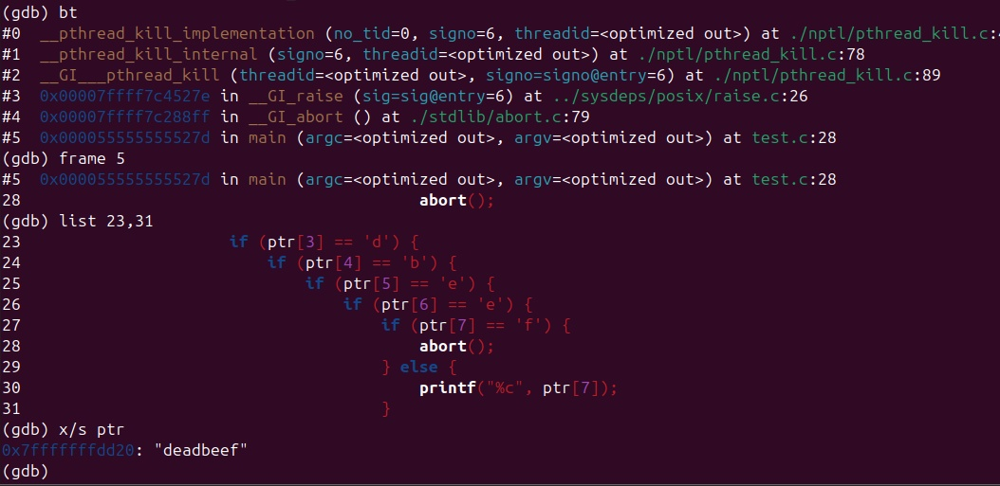 (gdb) bt
#0  __pthread_kill_implementation (no_tid=0, signo=6, threadid=<optimized out>) at ./nptl/pthread_kill.c:
#1  __pthread_kill_internal (signo=6, threadid=<optimized out>) at ./nptl/pthread_kill.c:78
#2  __GI___pthread_kill (threadid=<optimized out>, signo=signo@entry=6) at ./nptl/pthread_kill.c:89
#3  0x00007ffff7c4527e in __GI_raise (sig=sig@entry=6) at ../sysdeps/posix/raise.c:26
#4  0x00007ffff7c288ff in __GI_abort () at ./stdlib/abort.c:79
#5  0x000055555555527d in main (argc=<optimized out>, argv=<optimized out>) at test.c:28
(gdb) frame 5
#5  0x000055555555527d in main (argc=<optimized out>, argv=<optimized out>) at test.c:28
28                                          abort();
(gdb) list 23,31
23                      if (ptr[3] == 'd') {
24                          if (ptr[4] == 'b') {
25                              if (ptr[5] == 'e') {
26                                  if (ptr[6] == 'e') {
27                                      if (ptr[7] == 'f') {
28                                          abort();
29                                      } else {
30                                          printf("%c", ptr[7]);
31                                      }
(gdb) x/s ptr
0x7fffffffdd20: "deadbeef"
(gdb)